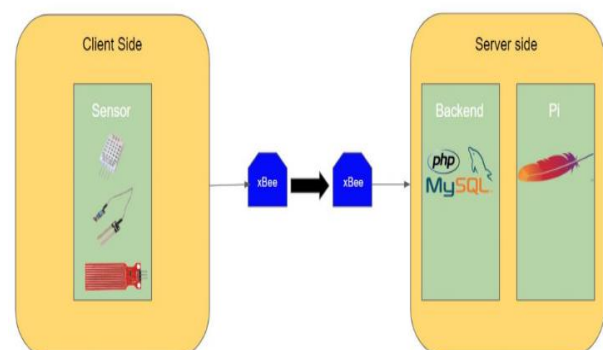 Client Side
Sensor
xBee
xBee
Server side
Backend
php
MySQL
PI